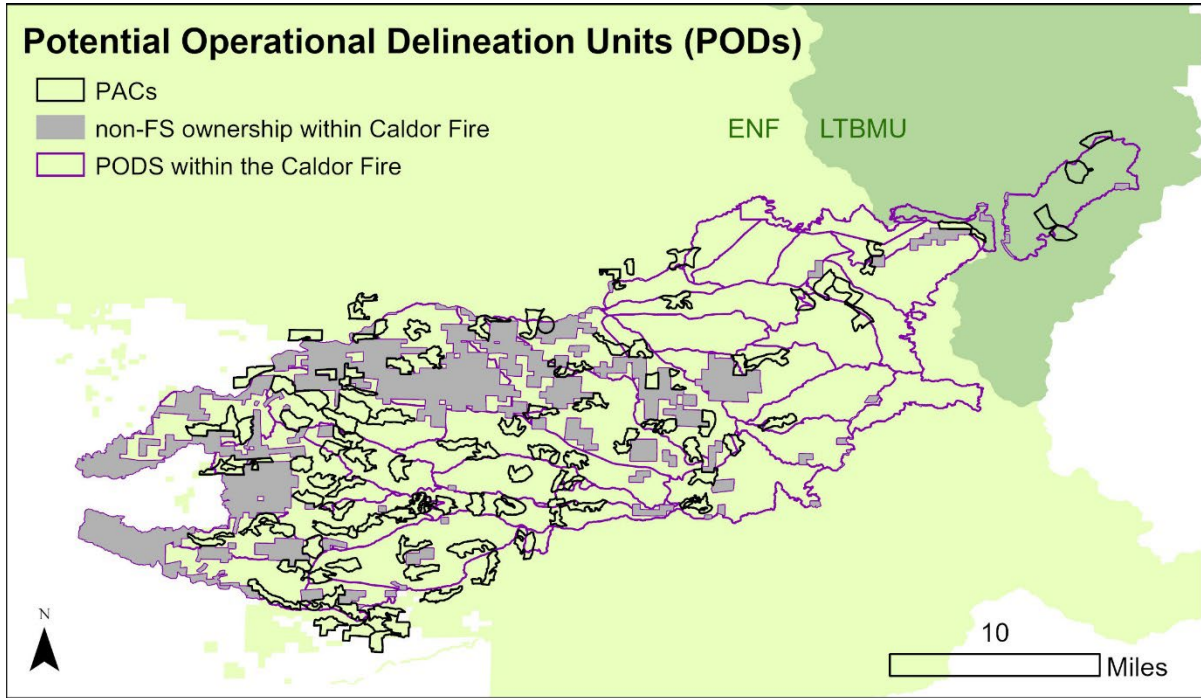 Potential Operational Delineation Units (PODs)
PACs
non-FS ownership within Caldor Fire
PODS within the Caldor Fire
ENF LTBMU
N
10
Miles